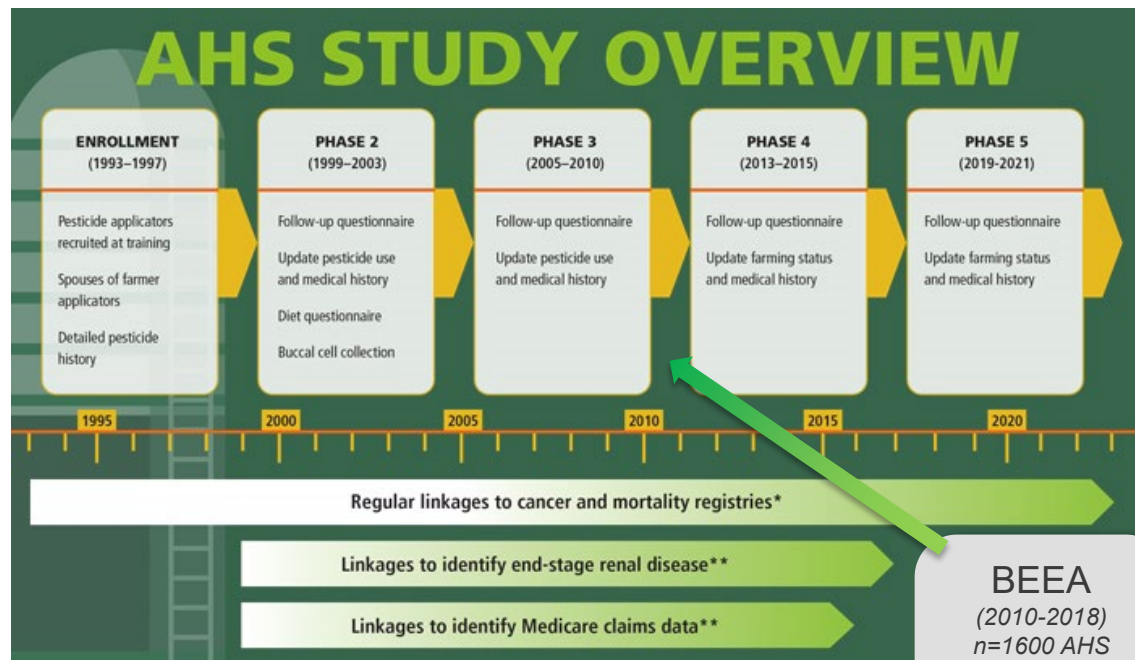 AHS STUDY OVERVIEW
ENROLLMENT
(1993–1997)
Pesticide applicators
recruited at training
Spouses of farmer
applicators
Detailed pesticide
history
PHASE 2
(1999–2003)
Follow-up questionnaire
Update pesticide use
and medical history
Diet questionnaire
Buccal cell collection
PHASE 3
(2005–2010)
Follow-up questionnaire
Update pesticide use
and medical history
PHASE 4
(2013–2015)
Follow-up questionnaire
Update farming status
and medical history
PHASE 5
(2019-2021)
Follow-up questionnaire
Update farming status
and medical history
1995
2000
2005
2010
2015
2020
Regular linkages to cancer and mortality registries*
Linkages to identify end-stage renal disease**
Linkages to identify Medicare claims data**
BEEA
(2010-2018)
n=1600 AHS